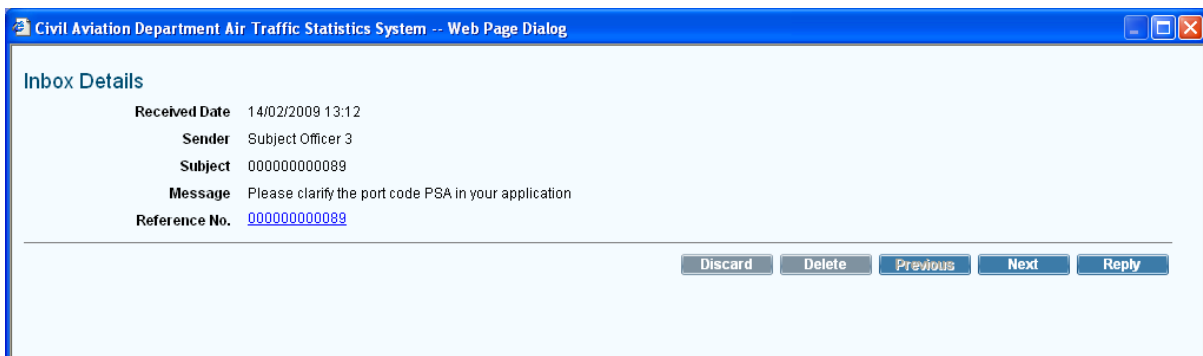 Civil Aviation Department Air Traffic Statistics System -- Web Page Dialog
Inbox Details
Received Date 14/02/2009 13:12
Sender Subject Officer 3
Subject 000000000089
Message Please clarify the port code PSA in your application
Reference No. 000000000089
Discard Delete Previous Next Reply